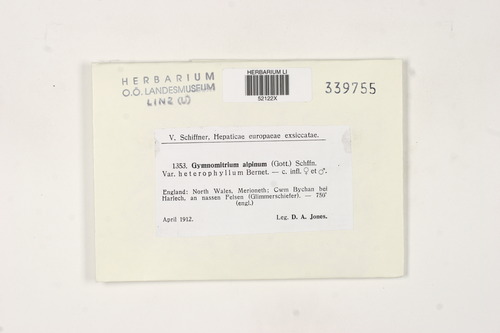 HERBARIUM
O.Ö. LANDESMUSEUM
LINZ (L)
HERBARIUM LI
52122X
339755
V. Schiffner, Hepaticae europaeae exsiccatae.
1353. Gymnomitrium alpinum (Gott.) Schffn.
Var. heterophyllum Bernet. — c. infl. ♀ et ♂.
England: North Wales, Merioneth; Cwm Bychan bei
Harlech, an nassen Felsen (Glimmerschiefer). — 750'
(engl.)
April 1912.
Leg. D. A. Jones.